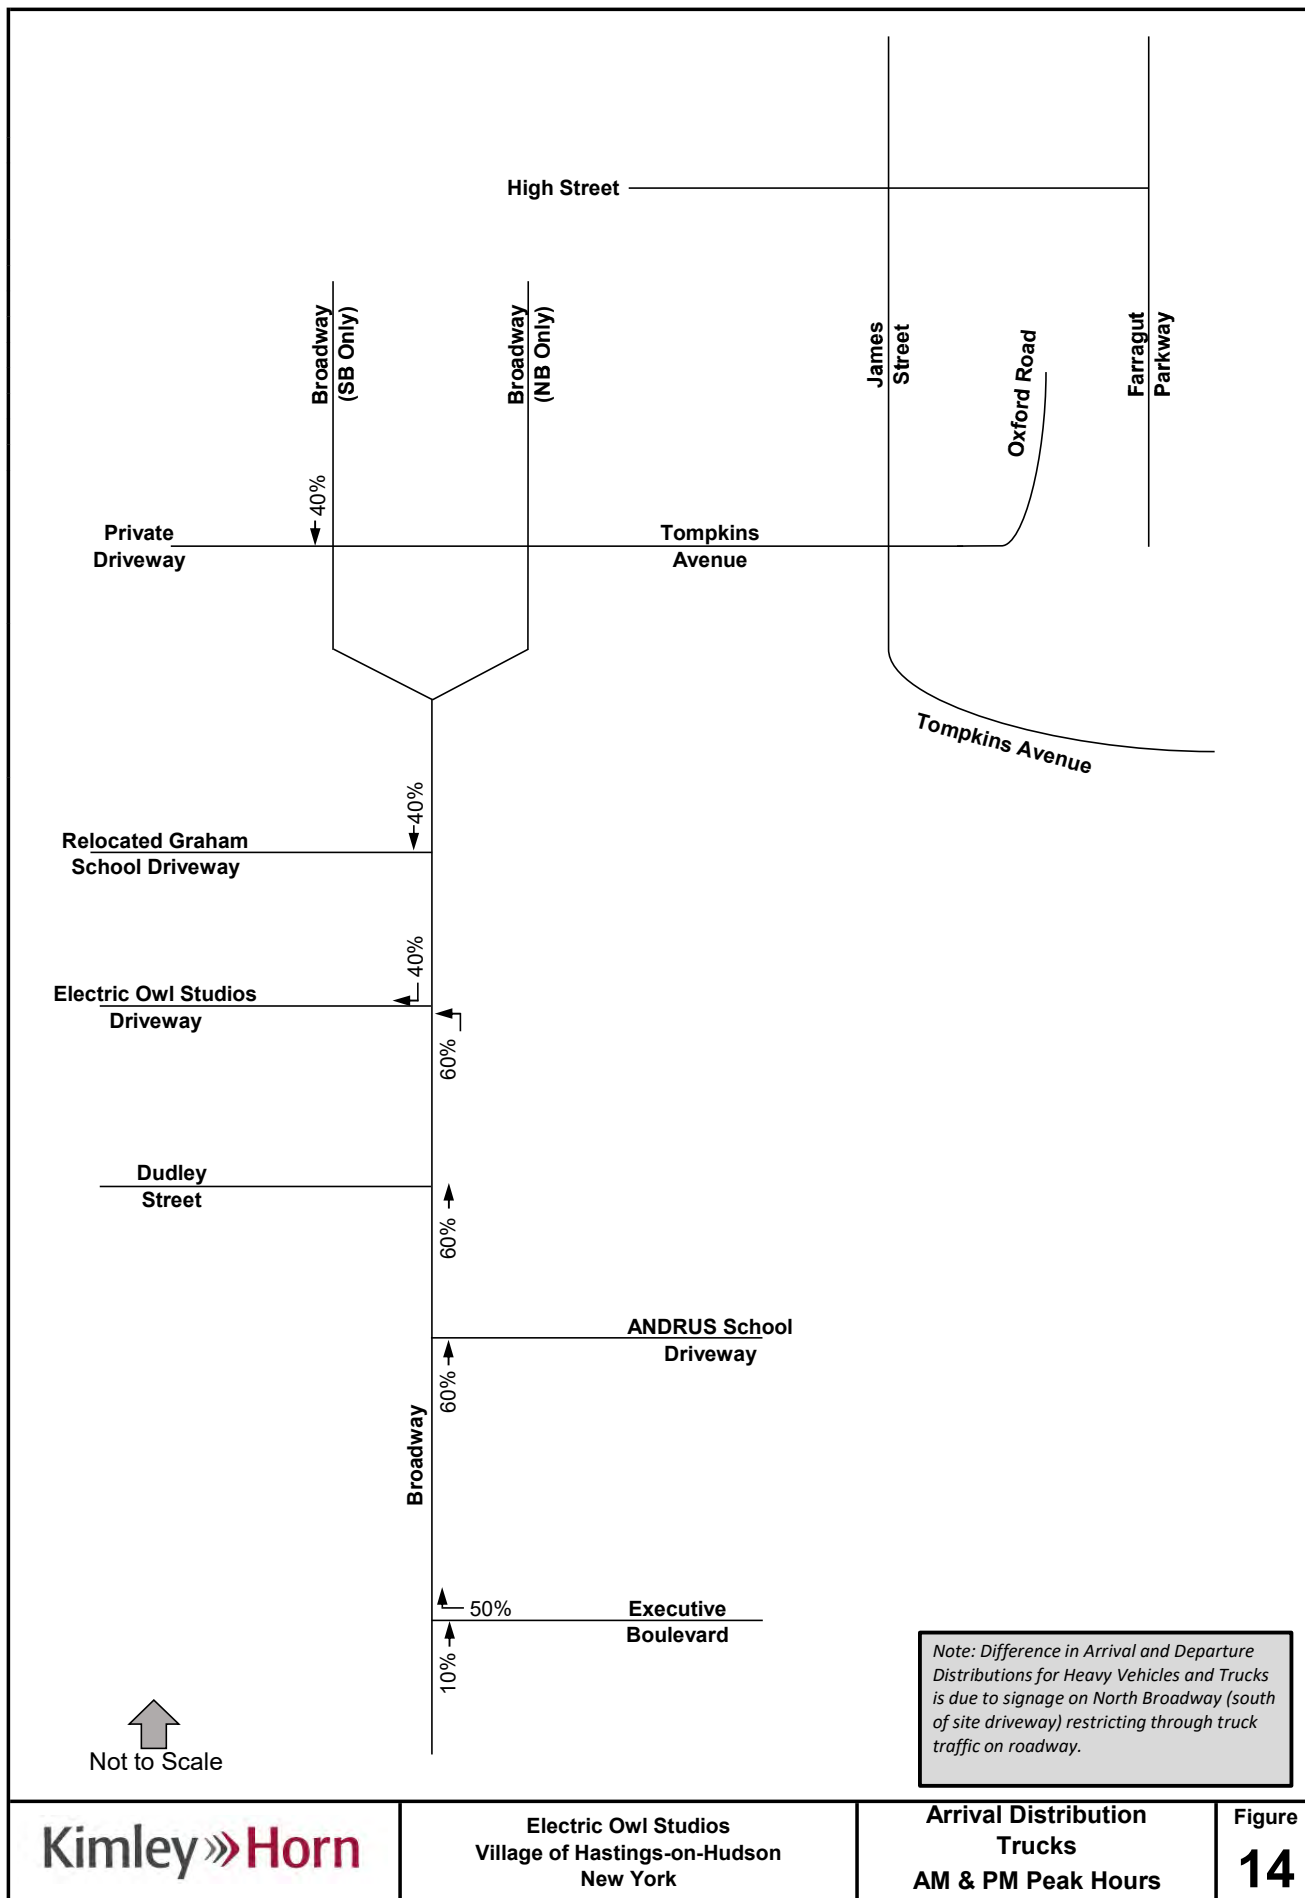 High Street
Broadway
(SB Only)
Broadway
(NB Only)
James
Street
Oxford Road
Farragut
Parkway
40%
Private
Driveway
Tompkins
Avenue
Tompkins Avenue
40%
Relocated Graham
School Driveway
40%
Electric Owl Studios
Driveway
60%
Dudley
Street
60%
ANDRUS School
Driveway
60%
Broadway
50%
Executive
Boulevard
10%
Note: Difference in Arrival and Departure
Distributions for Heavy Vehicles and Trucks
is due to signage on North Broadway (south
of site driveway) restricting through truck
traffic on roadway.
Not to Scale
Kimley»Horn
Electric Owl Studios
Village of Hastings-on-Hudson
New York
Arrival Distribution
Trucks
AM & PM Peak Hours
Figure
14